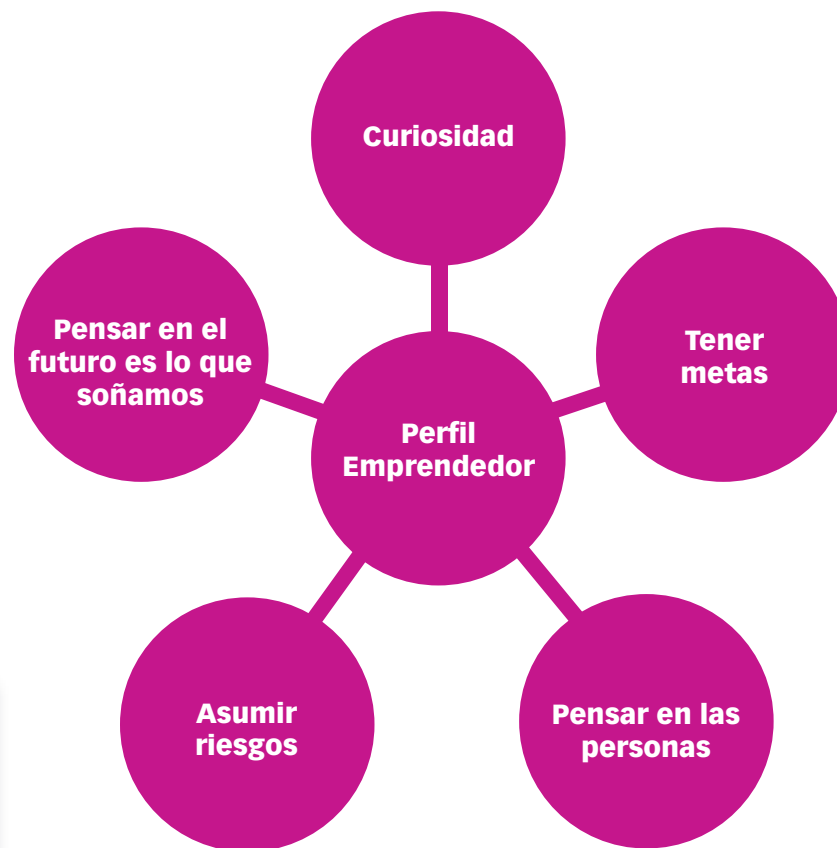 Curiosidad
Pensar en el
futuro es lo que
soñamos
Tener
metas
Perfil
Emprendedor
Asumir
riesgos
Pensar en las
personas